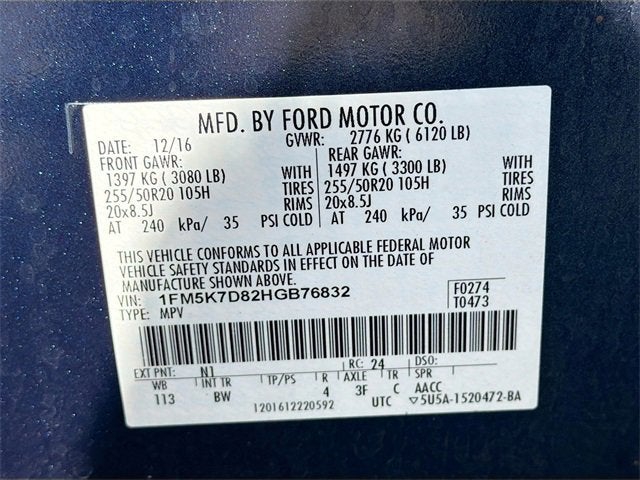 MFD. BY FORD MOTOR CO.
DATE: 12/16 GVWR: 2776 KG ( 6120 LB)
FRONT GAWR: REAR GAWR:
1397 KG ( 3080 LB) WITH 1497 KG ( 3300 LB) WITH
255/50R20 105H TIRES 255/50R20 105H TIRES
20x8.5J RIMS 20x8.5J RIMS
AT 240 kPa/ 35 PSI COLD AT 240 kPa/ 35 PSI COLD
THIS VEHICLE CONFORMS TO ALL APPLICABLE FEDERAL MOTOR
VEHICLE SAFETY STANDARDS IN EFFECT ON THE DATE OF
MANUFACTURE SHOWN ABOVE.
VIN: 1FM5K7D82HGB76832 F0274
TYPE: MPV T0473
EXT PNT: N1 RC: 24 DSO:
WB INT TR TP/PS R AXLE TR SPR
113 BW 4 3F C AACC
1201612220592 UTC ▽5U5A-1520472-BA